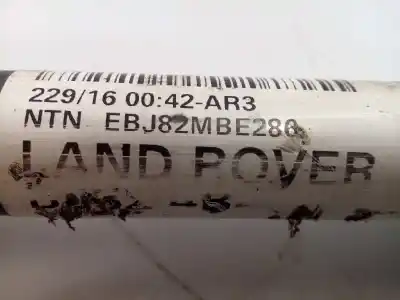 229/16 00:42-AR3
NTN EBJ82MBE286
LAND ROVER